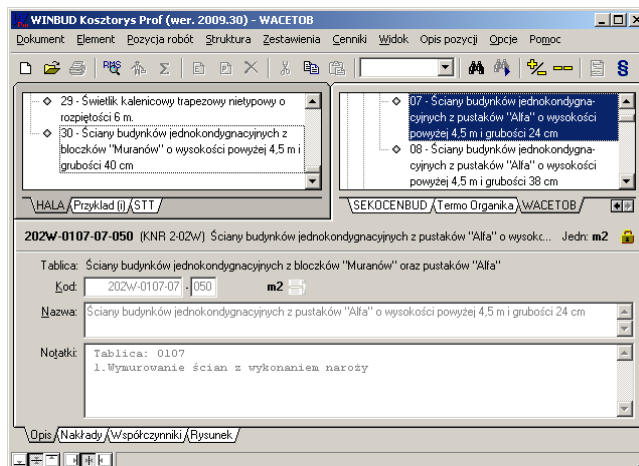 WINBUD Kosztorys Prof (wer. 2009.30) - WACETOB
Dokument Element Pozycja robót Struktura Zestawienia Cenniki Widok Opis pozycji Opcje Pomoc
RMS
29 - Świetlik kalenicowy trapezowy nietypowy o
rozpiętości 6 m.
30 - Ściany budynków jednokondygnacyjnych z
bloczków "Muranów" o wysokości powyżej 4,5 m i
grubości 40 cm
07 - Ściany budynków jednokondygna-
cyjnych z pustaków "Alfa" o wysokości
powyżej 4,5 m i grubości 24 cm
08 - Ściany budynków jednokondygna-
cyjnych z pustaków "Alfa" o wysokości
powyżej 4,5 m i grubości 38 cm
HALA Przykład (i) STT
SEKOCENBUD Termo Organika WACETOB
202W-0107-07-050 (KNR 2-02W) Ściany budynków jednokondygnacyjnych z pustaków "Alfa" o wysokc... Jedn: m2
Tablica: Ściany budynków jednokondygnacyjnych z bloczków "Muranów" oraz pustaków "Alfa"
Kod: 202W-0107-07 - 050 m2
Nazwa: Ściany budynków jednokondygnacyjnych z pustaków "Alfa" o wysokości powyżej 4,5 m i grubości 24 cm
Notatki: Tablica: 0107
1.Wymurowanie ścian z wykonaniem naroży
Opis Nakłady Współczynniki Rysunek